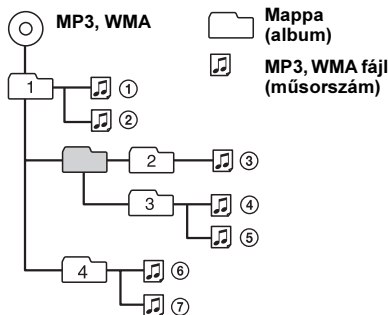 MP3, WMA
Mappa
(album)
MP3, WMA fájl
(műsorszám)
1
①
②
2
③
3
④
⑤
4
⑥
⑦